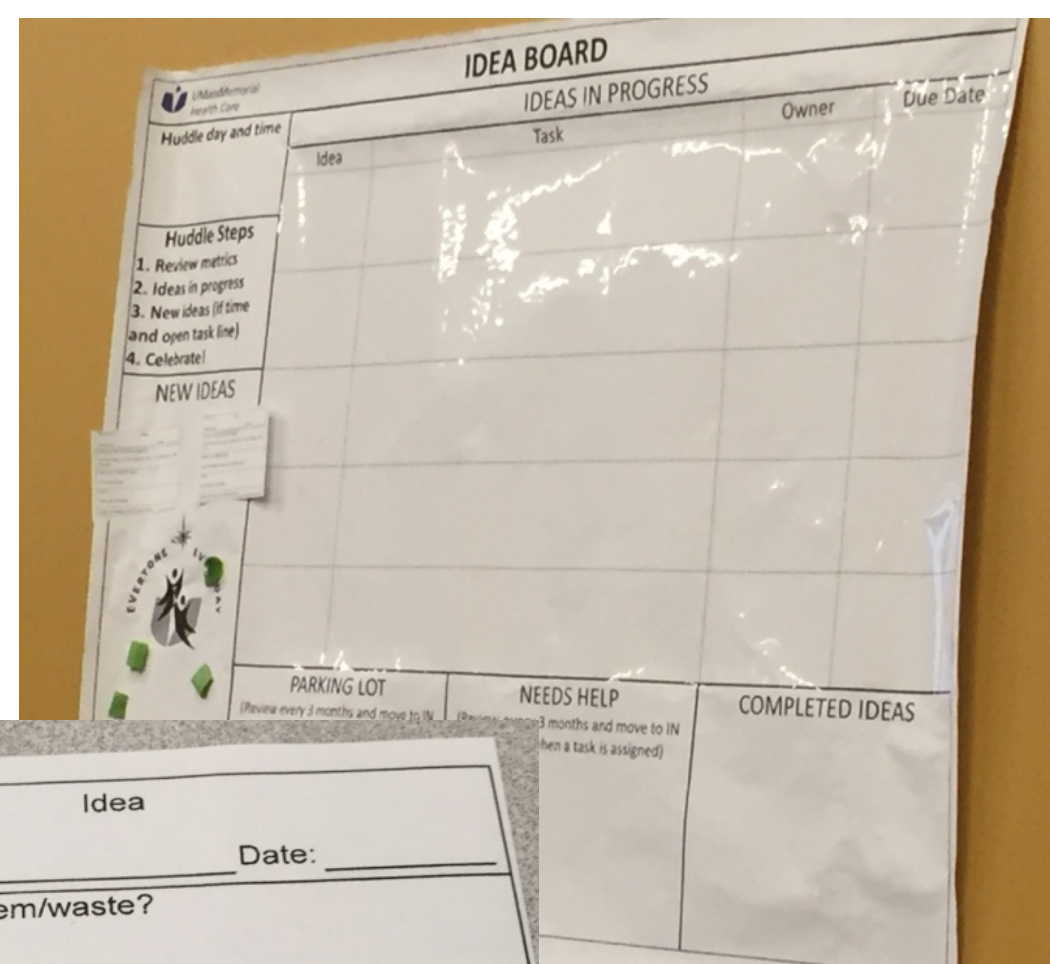 IDEA BOARD
UMassMemorial
Health Care
IDEAS IN PROGRESS
Huddle day and time
Idea
Task
Owner
Due Date
Huddle Steps
1. Review metrics
2. Ideas in progress
3. New ideas (if time
and open task line)
4. Celebrate!
NEW IDEAS
EVERYONE
PARKING LOT
(Review every 3 months and move to IN
NEEDS HELP
3 months and move to IN
hen a task is assigned)
COMPLETED IDEAS
Idea
Date:
em/waste?